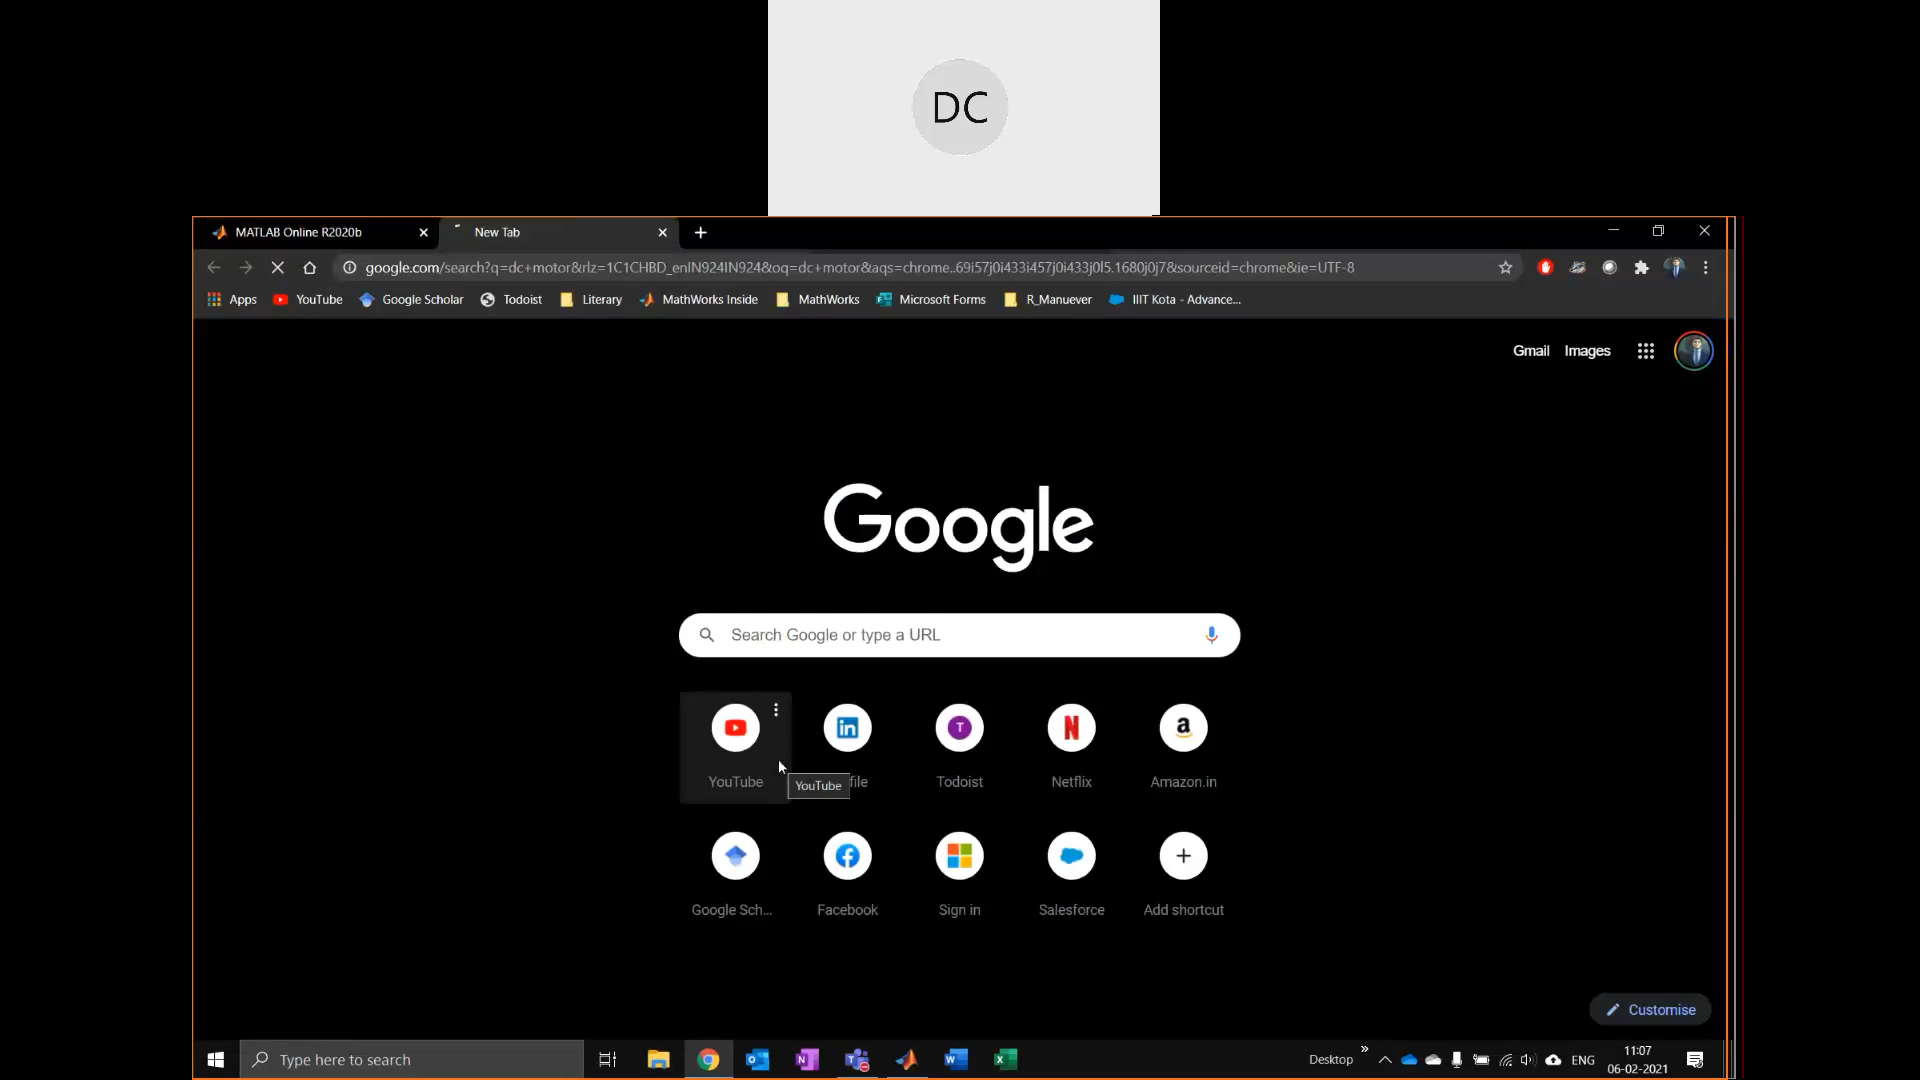 DC
MATLAB Online R2020b
New Tab
google.com/search?q=dc+motor&rlz=1C1CHBD_enIN924IN924&oq=dc+motor&aqs=chrome..69i57j0i433i457j0i433j0l5.1680j0j7&sourceid=chrome&ie=UTF-8
Apps YouTube Google Scholar Todoist Literary MathWorks Inside MathWorks Microsoft Forms R_Manuever IIIT Kota - Advance...
Gmail Images
Google
Search Google or type a URL
YouTube file Todoist Netflix Amazon.in
YouTube
Google Sch... Facebook Sign in Salesforce Add shortcut
Customise
Type here to search
Desktop
ENG
11:07
06-02-2021